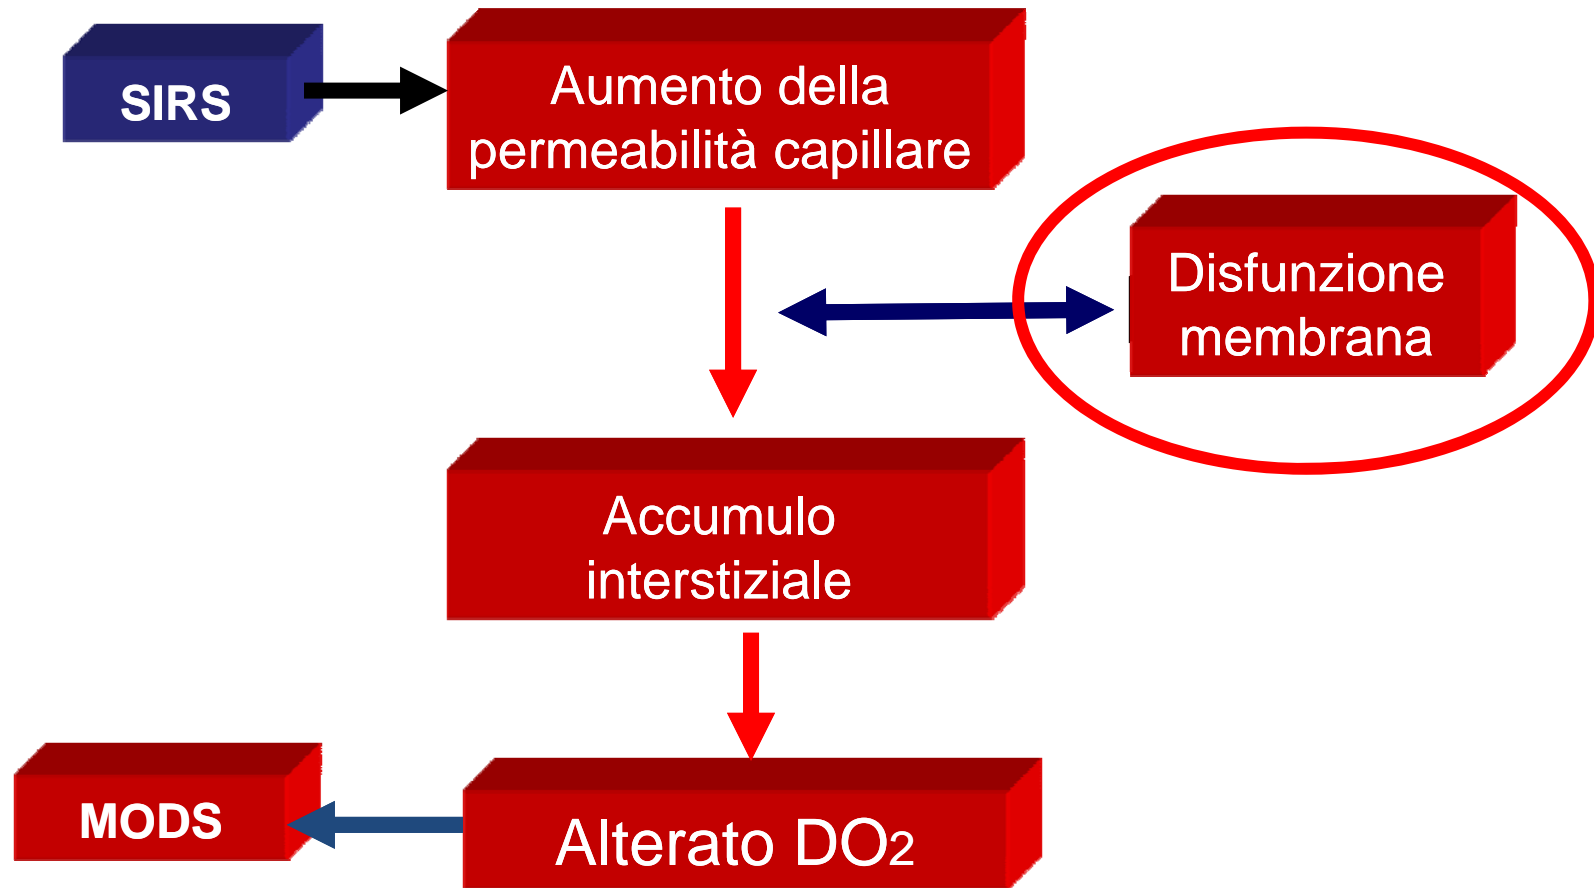 SIRS
Aumento della
permeabilità capillare
Disfunzione
membrana
Accumulo
interstiziale
MODS
Alterato DO2